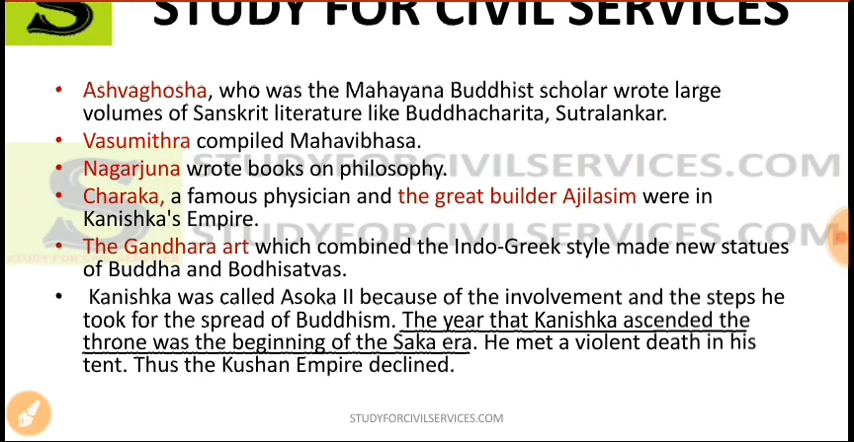 STUDY FOR CIVIL SERVICES
• Ashvaghosha, who was the Mahayana Buddhist scholar wrote large
volumes of Sanskrit literature like Buddhacharita, Sutralankar.
• Vasumithra compiled Mahavibhasa.
• Nagarjuna wrote books on philosophy.
• Charaka, a famous physician and the great builder Ajilasim were in
Kanishka's Empire.
• The Gandhara art which combined the Indo-Greek style made new statues
of Buddha and Bodhisatvas.
• Kanishka was called Asoka II because of the involvement and the steps he
took for the spread of Buddhism. The year that Kanishka ascended the
throne was the beginning of the Saka era. He met a violent death in his
tent. Thus the Kushan Empire declined.
STUDYFORCIVILSERVICES.COM
STUDYFORCIVILSERVICES.COM
STUDYFORCIVILSERVICES.COM